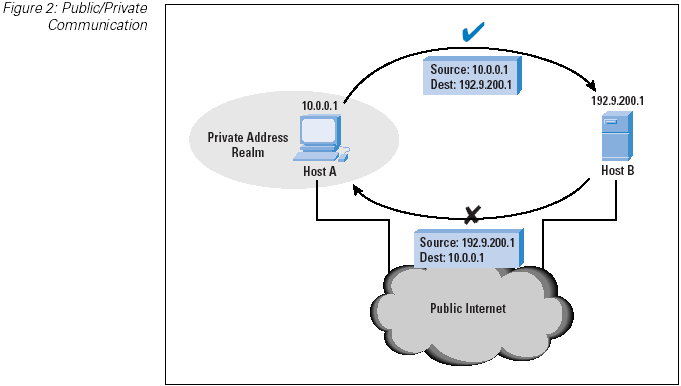 Figure 2: Public/Private
Communication
Source: 10.0.0.1
Dest: 192.9.200.1
10.0.0.1
192.9.200.1
Private Address
Realm
Host A
Host B
Source: 192.9.200.1
Dest: 10.0.0.1
Public Internet